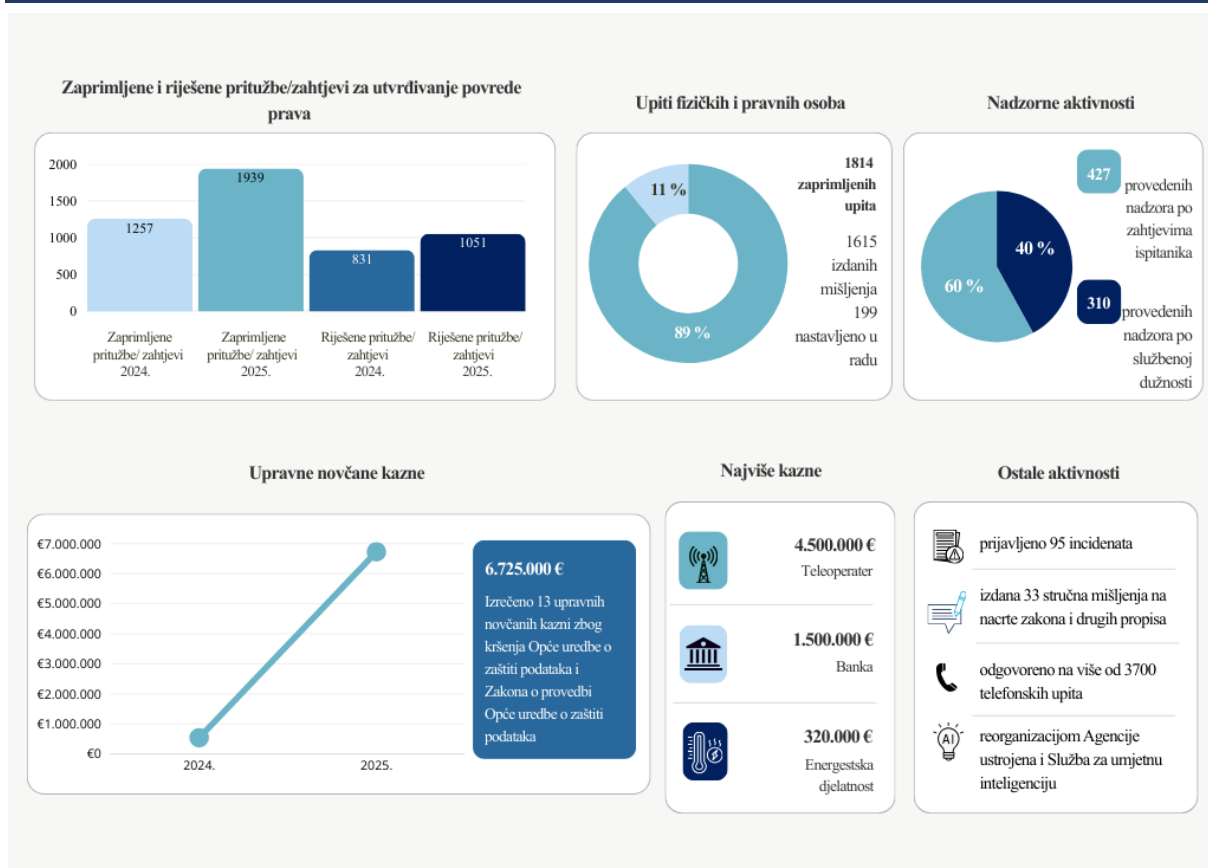 Zaprimljene i riješene pritužbe/zahtjevi za utvrđivanje povrede
prava
2000
1500
1000
500
0
1257
1939
831
1051
Zaprimljene
pritužbe/ zahtjevi
2024.
Zaprimljene
pritužbe/ zahtjevi
2025.
Riješene pritužbe/
zahtjevi
2024.
Riješene pritužbe/
zahtjevi
2025.
Upiti fizičkih i pravnih osoba
11 %
89 %
1814
zaprimljenih
upita
1615
izdanih
mišljenja
199
nastavljeno u
radu
Nadzorne aktivnosti
40 %
60 %
427
provedenih
nadzora po
zahtjevima
ispitanika
310
provedenih
nadzora po
službenoj
dužnosti
Upravne novčane kazne
€7.000.000
€6.000.000
€5.000.000
€4.000.000
€3.000.000
€2.000.000
€1.000.000
€0
2024.
2025.
6.725.000 €
Izrečeno 13 upravnih
novčanih kazni zbog
kršenja Opće uredbe o
zaštiti podataka i
Zakona o provedbi
Opće uredbe o zaštiti
podataka
Najviše kazne
4.500.000 €
Teleoperater
1.500.000 €
Banka
320.000 €
Energestska
djelatnost
Ostale aktivnosti
prijavljeno 95 incidenata
izdana 33 stručna mišljenja na
nacrte zakona i drugih propisa
odgovoreno na više od 3700
telefonskih upita
AI
reorganizacijom Agencije
ustrojena i Služba za umjetnu
inteligenciju